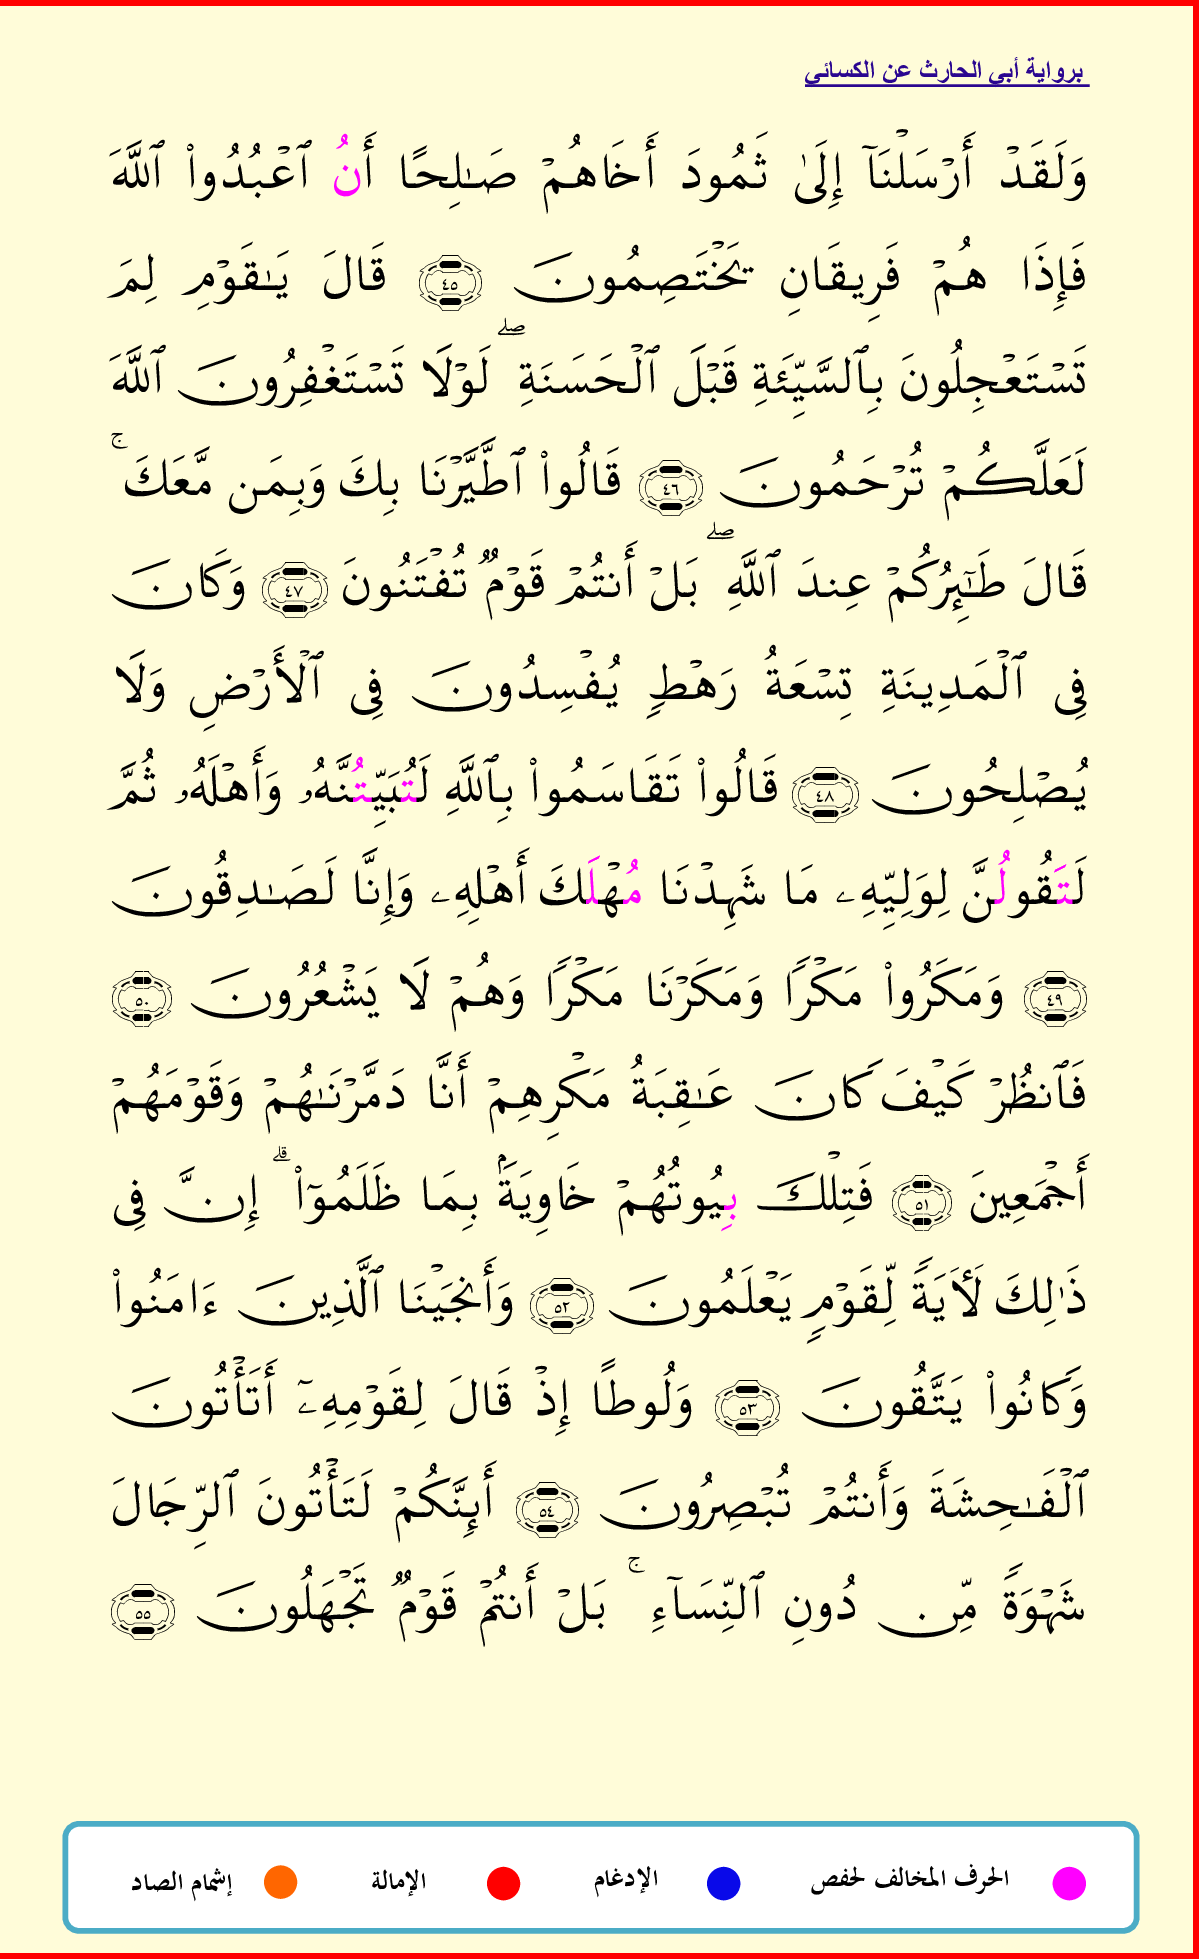 برواية أبي الحارث عن الكسائي
وَلَقَدْ أَرْسَلْنَآ إِلَىٰ ثَمُودَ أَخَاهُمْ صَـٰلِحًا أَنُ ٱعْبُدُوا۟ ٱللَّهَ
فَإِذَا هُمْ فَرِيقَانِ يَخْتَصِمُونَ ٤٥ قَالَ يَـٰقَوْمِ لِمَ
تَسْتَعْجِلُونَ بِٱلسَّيِّئَةِ قَبْلَ ٱلْحَسَنَةِ ۖ لَوْلَا تَسْتَغْفِرُونَ ٱللَّهَ
لَعَلَّكُمْ تُرْحَمُونَ ٤٦ قَالُوا۟ ٱطَّيَّرْنَا بِكَ وَبِمَن مَّعَكَ ۚ
قَالَ طَـٰٓئِرُكُمْ عِندَ ٱللَّهِ ۖ بَلْ أَنتُمْ قَوْمٌ تُفْتَنُونَ ٤٧ وَكَانَ
فِى ٱلْمَدِينَةِ تِسْعَةُ رَهْطٍ يُفْسِدُونَ فِى ٱلْأَرْضِ وَلَا
يُصْلِحُونَ ٤٨ قَالُوا۟ تَقَاسَمُوا۟ بِٱللَّهِ لَتُبَيِّتُنَّهُۥ وَأَهْلَهُۥ ثُمَّ
لَتَقُولُنَّ لِوَلِيِّهِۦ مَا شَهِدْنَا مُهْلَكَ أَهْلِهِۦ وَإِنَّا لَصَـٰدِقُونَ
٤٩ وَمَكَرُوا۟ مَكْرًا وَمَكَرْنَا مَكْرًا وَهُمْ لَا يَشْعُرُونَ ٥٠
فَٱنظُرْ كَيْفَ كَانَ عَـٰقِبَةُ مَكْرِهِمْ أَنَّا دَمَّرْنَـٰهُمْ وَقَوْمَهُمْ
أَجْمَعِينَ ٥١ فَتِلْكَ بِيُوتُهُمْ خَاوِيَةًۢ بِمَا ظَلَمُوٓا۟ ۗ إِنَّ فِى
ذَٰلِكَ لَـَٔايَةً لِّقَوْمٍ يَعْلَمُونَ ٥٢ وَأَنجَيْنَا ٱلَّذِينَ ءَامَنُوا۟
وَكَانُوا۟ يَتَّقُونَ ٥٣ وَلُوطًا إِذْ قَالَ لِقَوْمِهِۦٓ أَتَأْتُونَ
ٱلْفَـٰحِشَةَ وَأَنتُمْ تُبْصِرُونَ ٥٤ أَئِنَّكُمْ لَتَأْتُونَ ٱلرِّجَالَ
شَهْوَةً مِّن دُونِ ٱلنِّسَآءِ ۚ بَلْ أَنتُمْ قَوْمٌ تَجْهَلُونَ ٥٥
الحرف المخالف لحفص الإدغام الإمالة إشمام الصاد